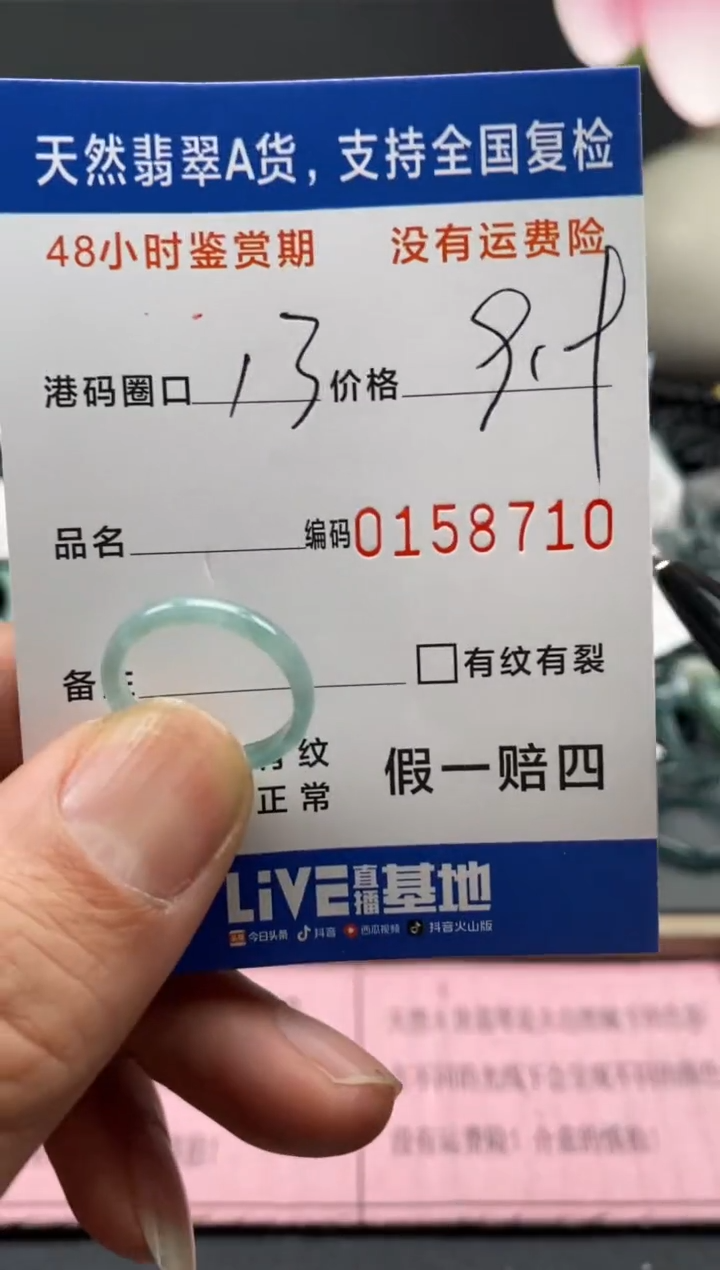 天然翡翠A货，支持全国复检
48小时鉴赏期 没有运费险
港码圈口 13 价格
品名 编码 0158710
备 有纹有裂
纹 假一赔四
正常
LiVE直播基地
今日头条 抖音 西瓜视频 抖音火山版